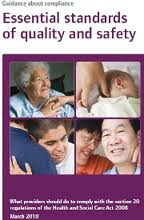 Guidance about compliance
Essential standards
of quality and safety
What providers should do to comply with the section 20
regulations of the Health and Social Care Act 2008
March 2010